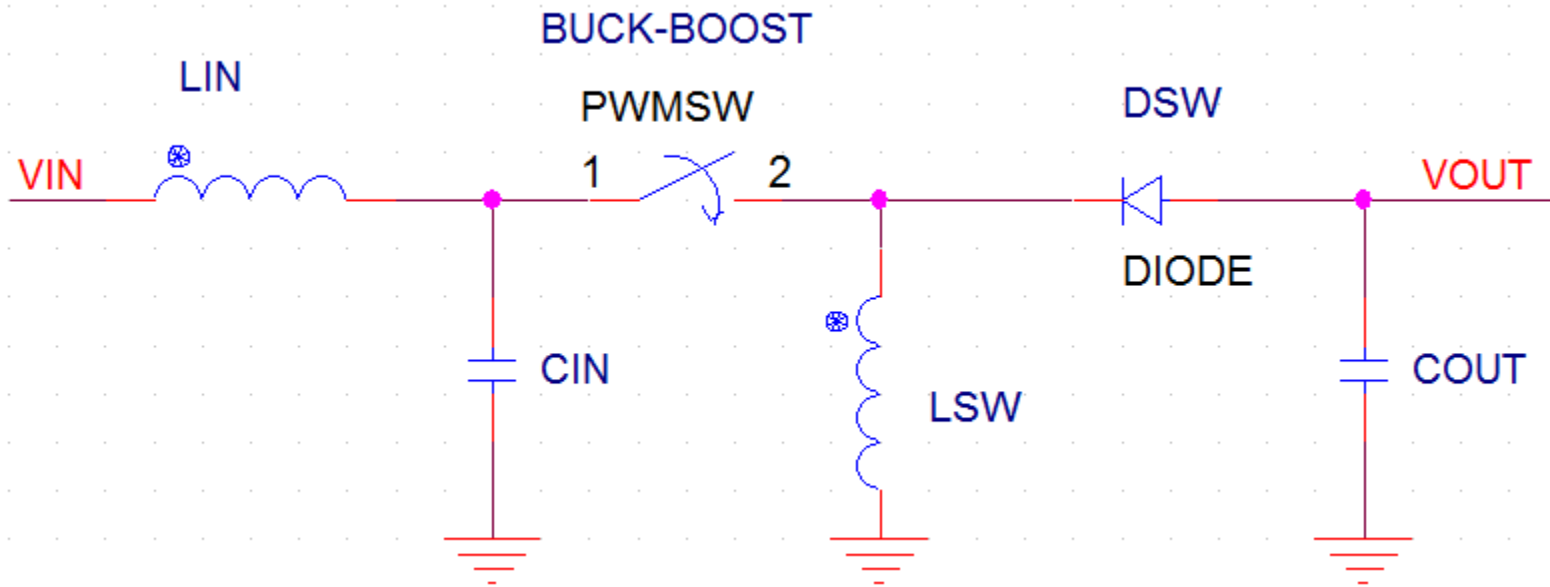 BUCK-BOOST
LIN
PWMSW
DSW
VIN
1
2
VOUT
DIODE
CIN
COUT
LSW